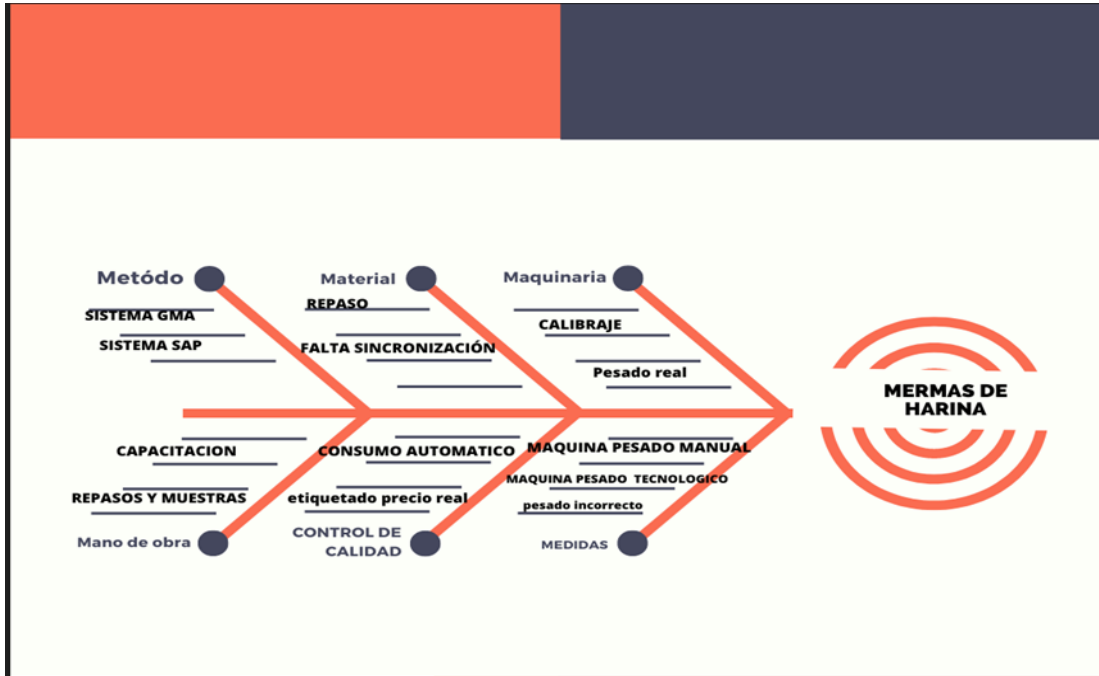 Metódo
SISTEMA GMA
SISTEMA SAP
Material
REPASO
FALTA SINCRONIZACIÓN
Maquinaria
CALIBRAJE
Pesado real
MERMAS DE
HARINA
CAPACITACION
REPASOS Y MUESTRAS
Mano de obra
CONSUMO AUTOMATICO
etiquetado precio real
CONTROL DE
CALIDAD
MAQUINA PESADO MANUAL
MAQUINA PESADO TECNOLOGICO
pesado incorrecto
MEDIDAS